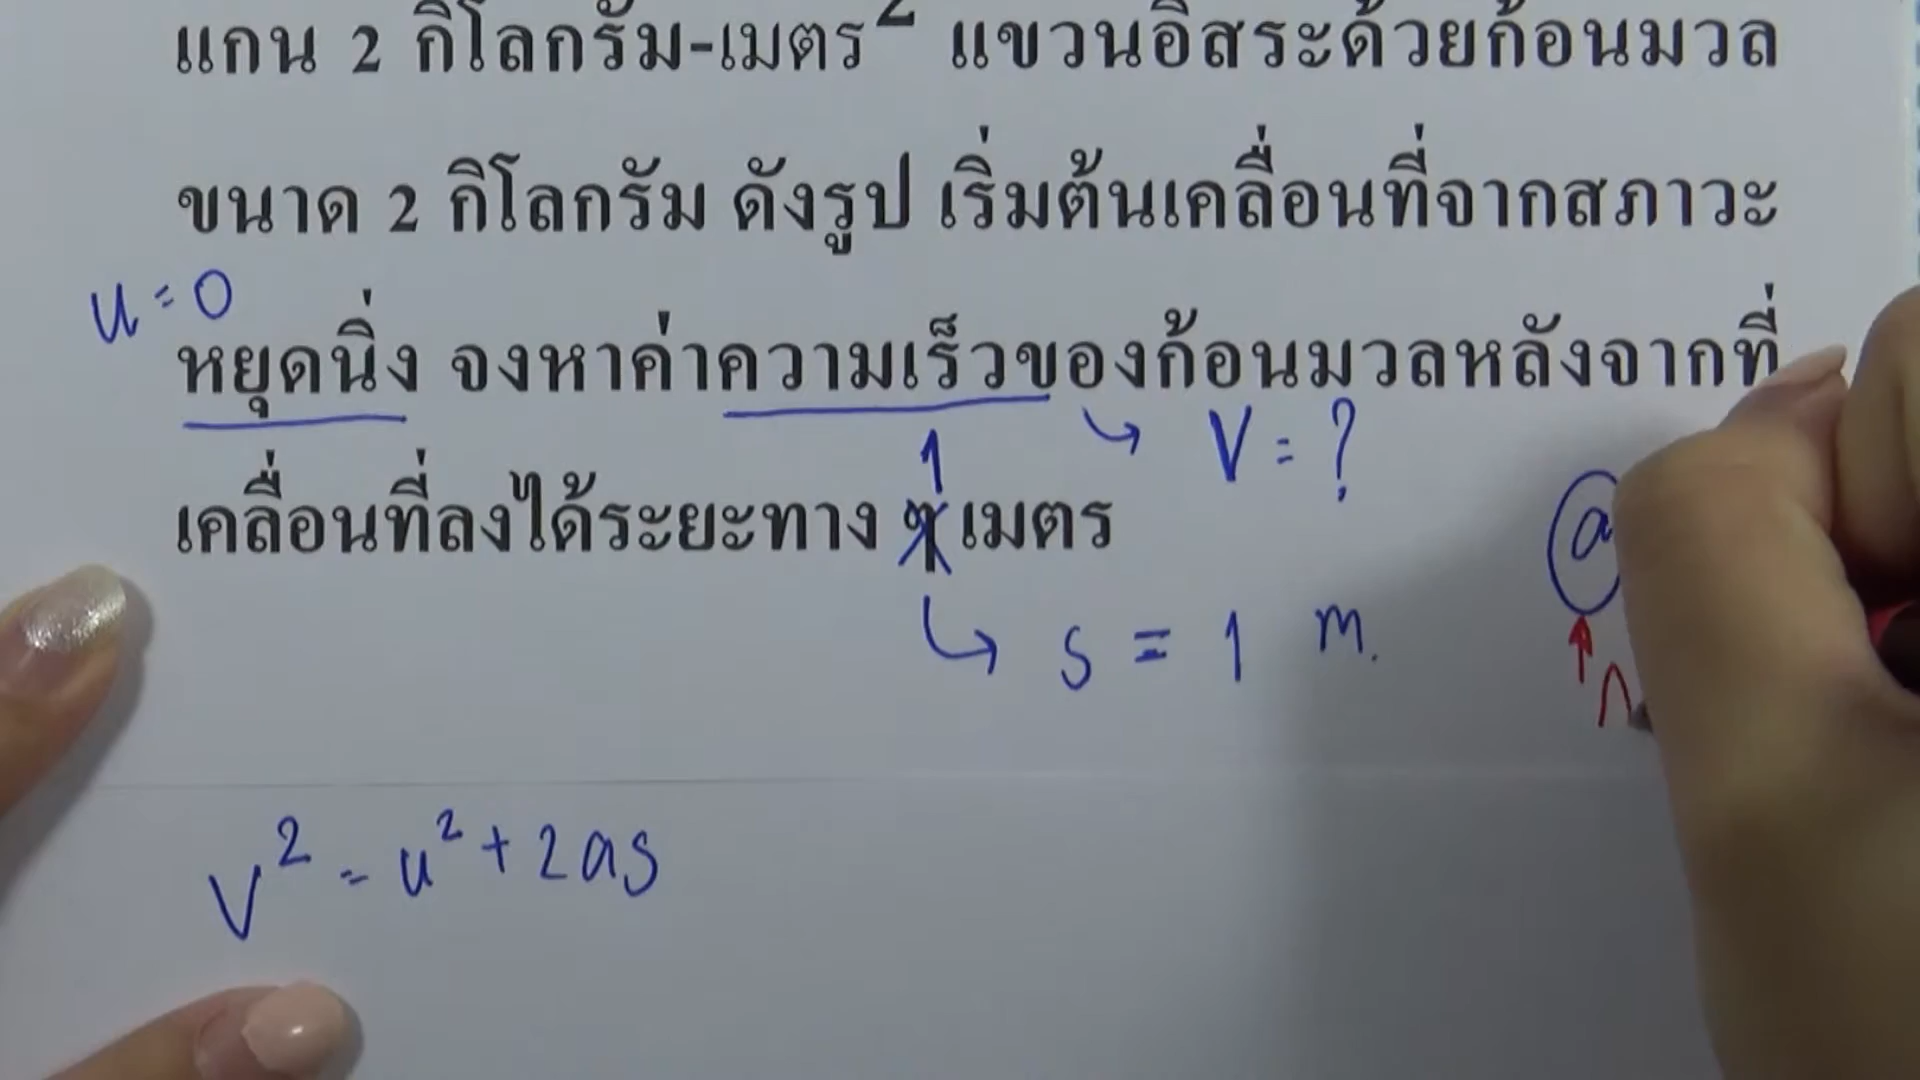 แกน 2 กิโลกรัม-เมตร² แขวนอิสระด้วยก้อนมวล
ขนาด 2 กิโลกรัม ดังรูป เริ่มต้นเคลื่อนที่จากสภาวะ
u = 0
หยุดนิ่ง จงหาค่าความเร็วของก้อนมวลหลังจากที่
v = ?
1
เคลื่อนที่ลงได้ระยะทาง เมตร
a
s = 1 m.
v² = u² + 2as